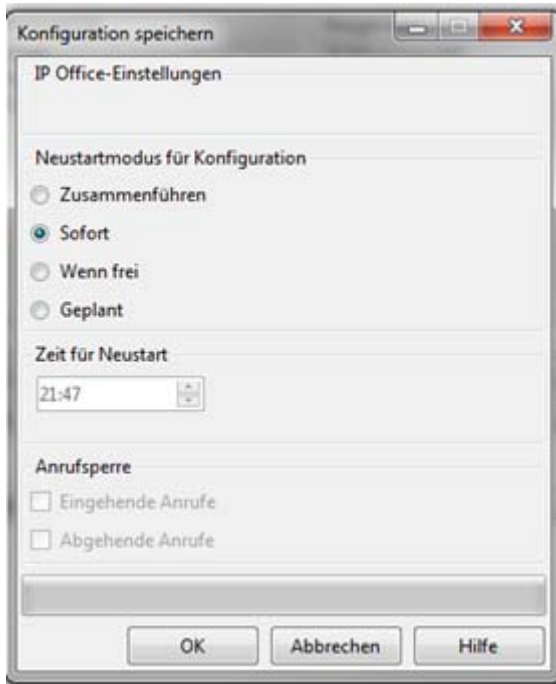 Konfiguration speichern
IP Office-Einstellungen
Neustartmodus für Konfiguration
Zusammenführen
Sofort
Wenn frei
Geplant
Zeit für Neustart
21:47
Anrufsperre
Eingehende Anrufe
Abgehende Anrufe
OK Abbrechen Hilfe